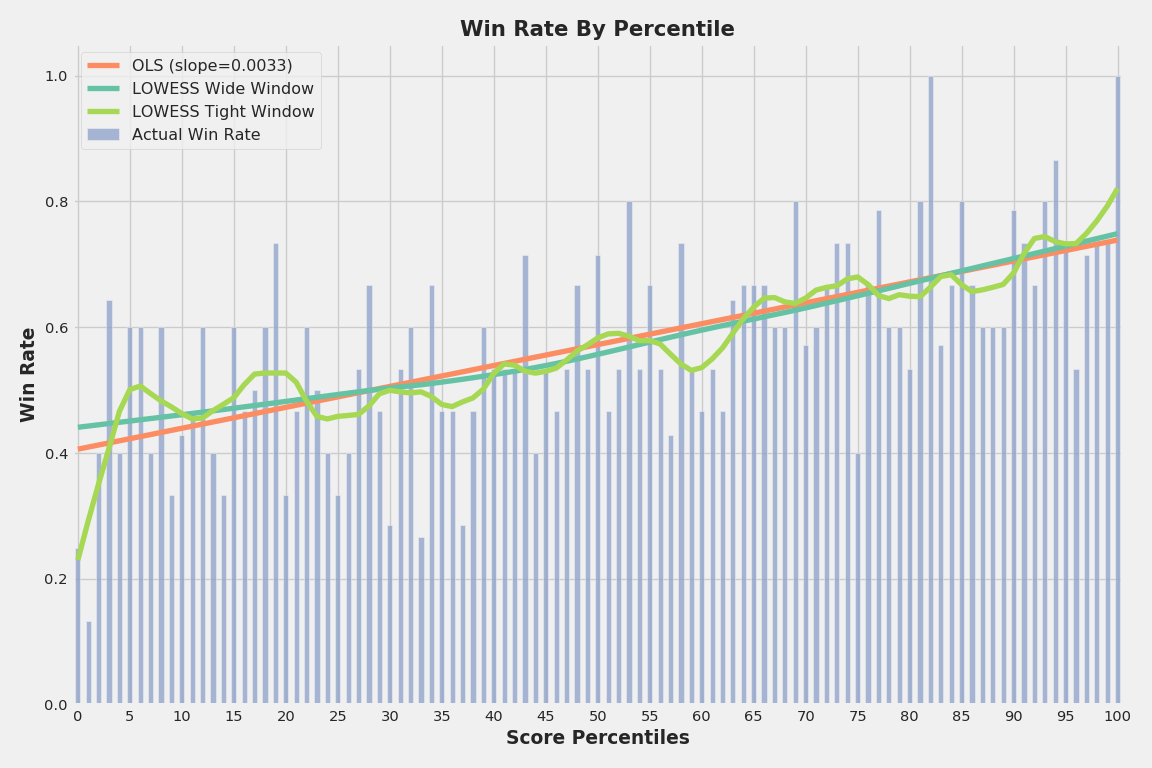 Win Rate By Percentile
OLS (slope=0.0033)
LOWESS Wide Window
LOWESS Tight Window
Actual Win Rate
Win Rate
1.0
0.8
0.6
0.4
0.2
0.0
0 5 10 15 20 25 30 35 40 45 50 55 60 65 70 75 80 85 90 95 100
Score Percentiles